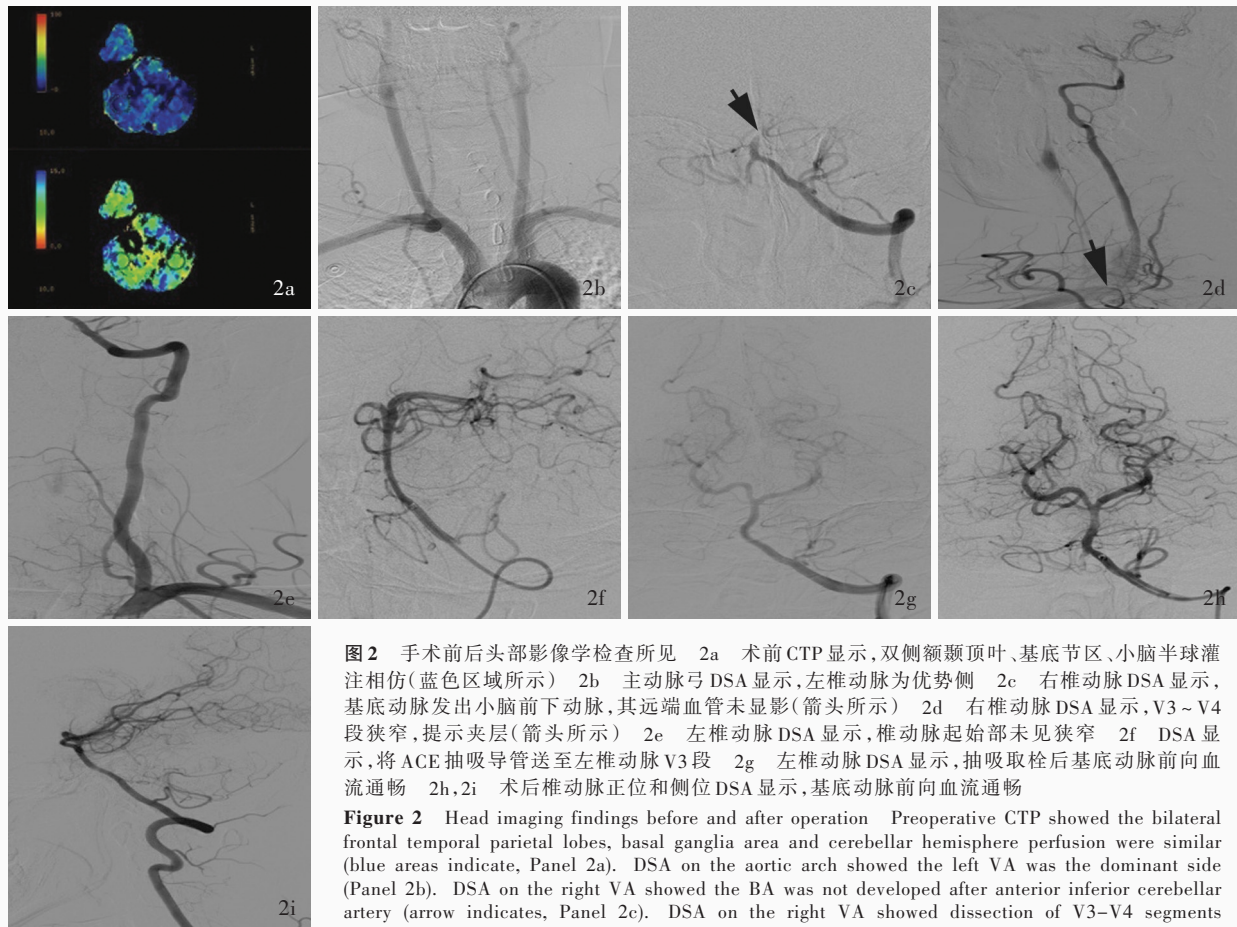 2a
2b
2c
2d
2e
2f
2g
2h
2i
图2 手术前后头部影像学检查所见 2a 术前CTP显示,双侧额颞顶叶、基底节区、小脑半球灌
注相仿(蓝色区域所示) 2b 主动脉弓DSA显示,左椎动脉为优势侧 2c 右椎动脉DSA显示,
基底动脉发出小脑前下动脉,其远端血管未显影(箭头所示) 2d 右椎动脉DSA显示,V3~V4
段狭窄,提示夹层(箭头所示) 2e 左椎动脉DSA显示,椎动脉起始部未见狭窄 2f DSA显
示,将ACE抽吸导管送至左椎动脉V3段 2g 左椎动脉DSA显示,抽吸取栓后基底动脉前向血
流通畅 2h,2i 术后椎动脉正位和侧位DSA显示,基底动脉前向血流通畅
Figure 2 Head imaging findings before and after operation Preoperative CTP showed the bilateral
frontal temporal parietal lobes, basal ganglia area and cerebellar hemisphere perfusion were similar
(blue areas indicate, Panel 2a). DSA on the aortic arch showed the left VA was the dominant side
(Panel 2b). DSA on the right VA showed the BA was not developed after anterior inferior cerebellar
artery (arrow indicates, Panel 2c). DSA on the right VA showed dissection of V3-V4 segments